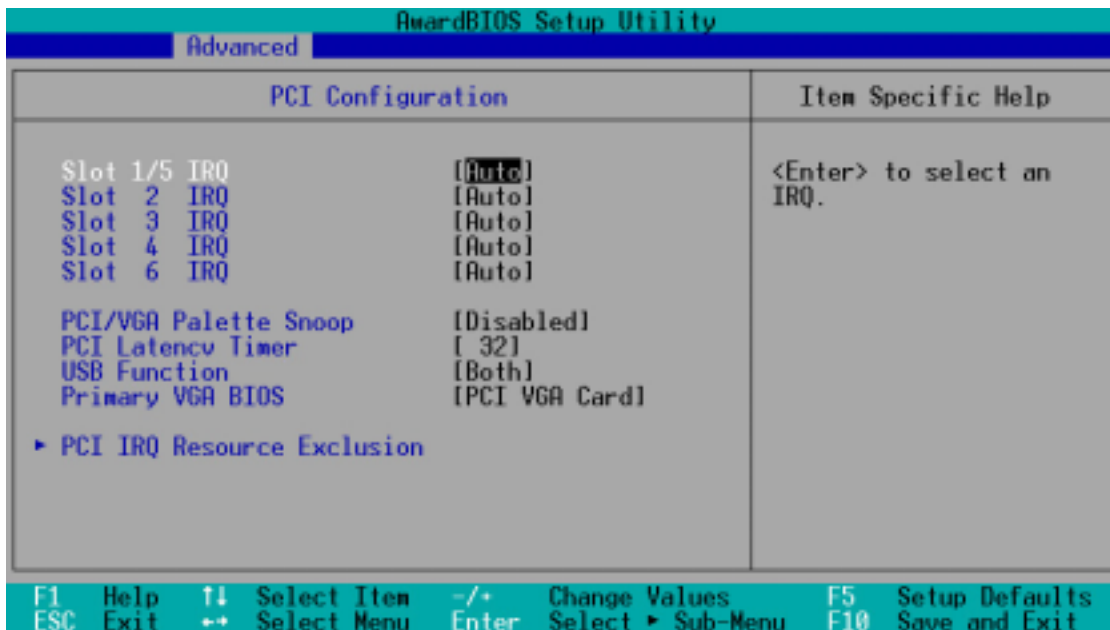 AwardBIOS Setup Utility
Advanced
PCI Configuration
Item Specific Help
Slot 1/5 IRQ [Auto]
Slot 2 IRQ [Auto]
Slot 3 IRQ [Auto]
Slot 4 IRQ [Auto]
Slot 6 IRQ [Auto]
PCI/VGA Palette Snoop [Disabled]
PCI Latency Timer [ 32]
USB Function [Both]
Primary VGA BIOS [PCI VGA Card]
▸ PCI IRQ Resource Exclusion
<Enter> to select an
IRQ.
F1 Help ↑↓ Select Item -/+ Change Values F5 Setup Defaults
ESC Exit ←→ Select Menu Enter Select ▸ Sub-Menu F10 Save and Exit